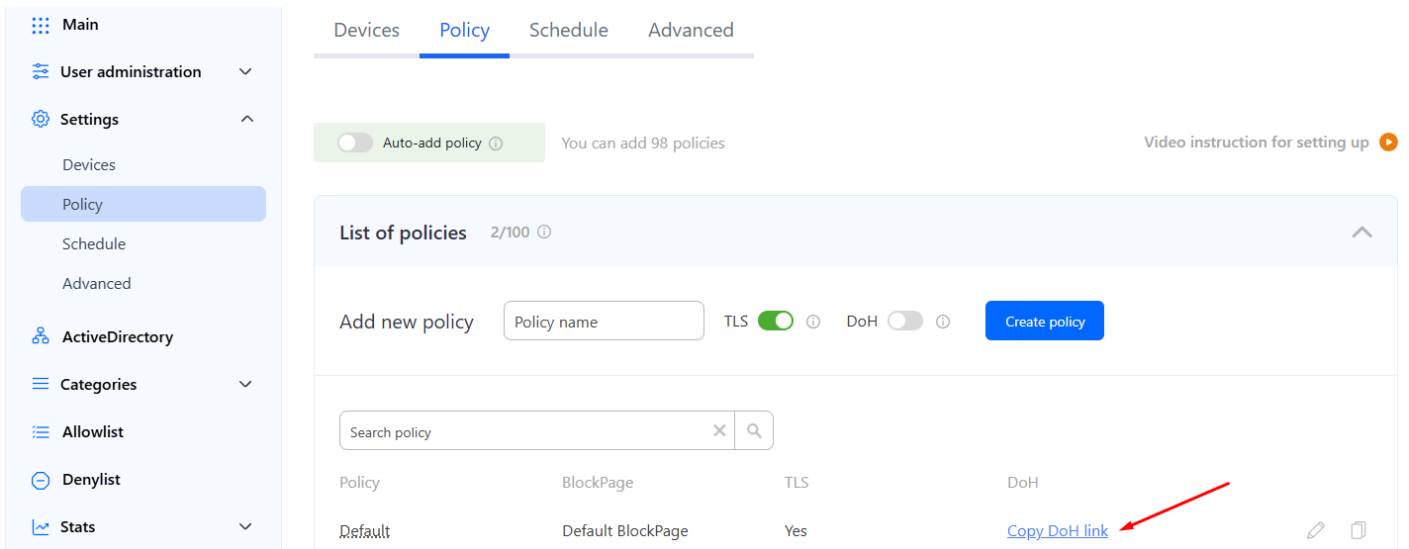 Main
User administration
Settings
Devices
Policy
Schedule
Advanced
ActiveDirectory
Categories
Allowlist
Denylist
Stats
Devices Policy Schedule Advanced
Auto-add policy You can add 98 policies Video instruction for setting up
List of policies 2/100
Add new policy Policy name TLS DoH Create policy
Search policy
Policy BlockPage TLS DoH
Default Default BlockPage Yes Copy DoH link